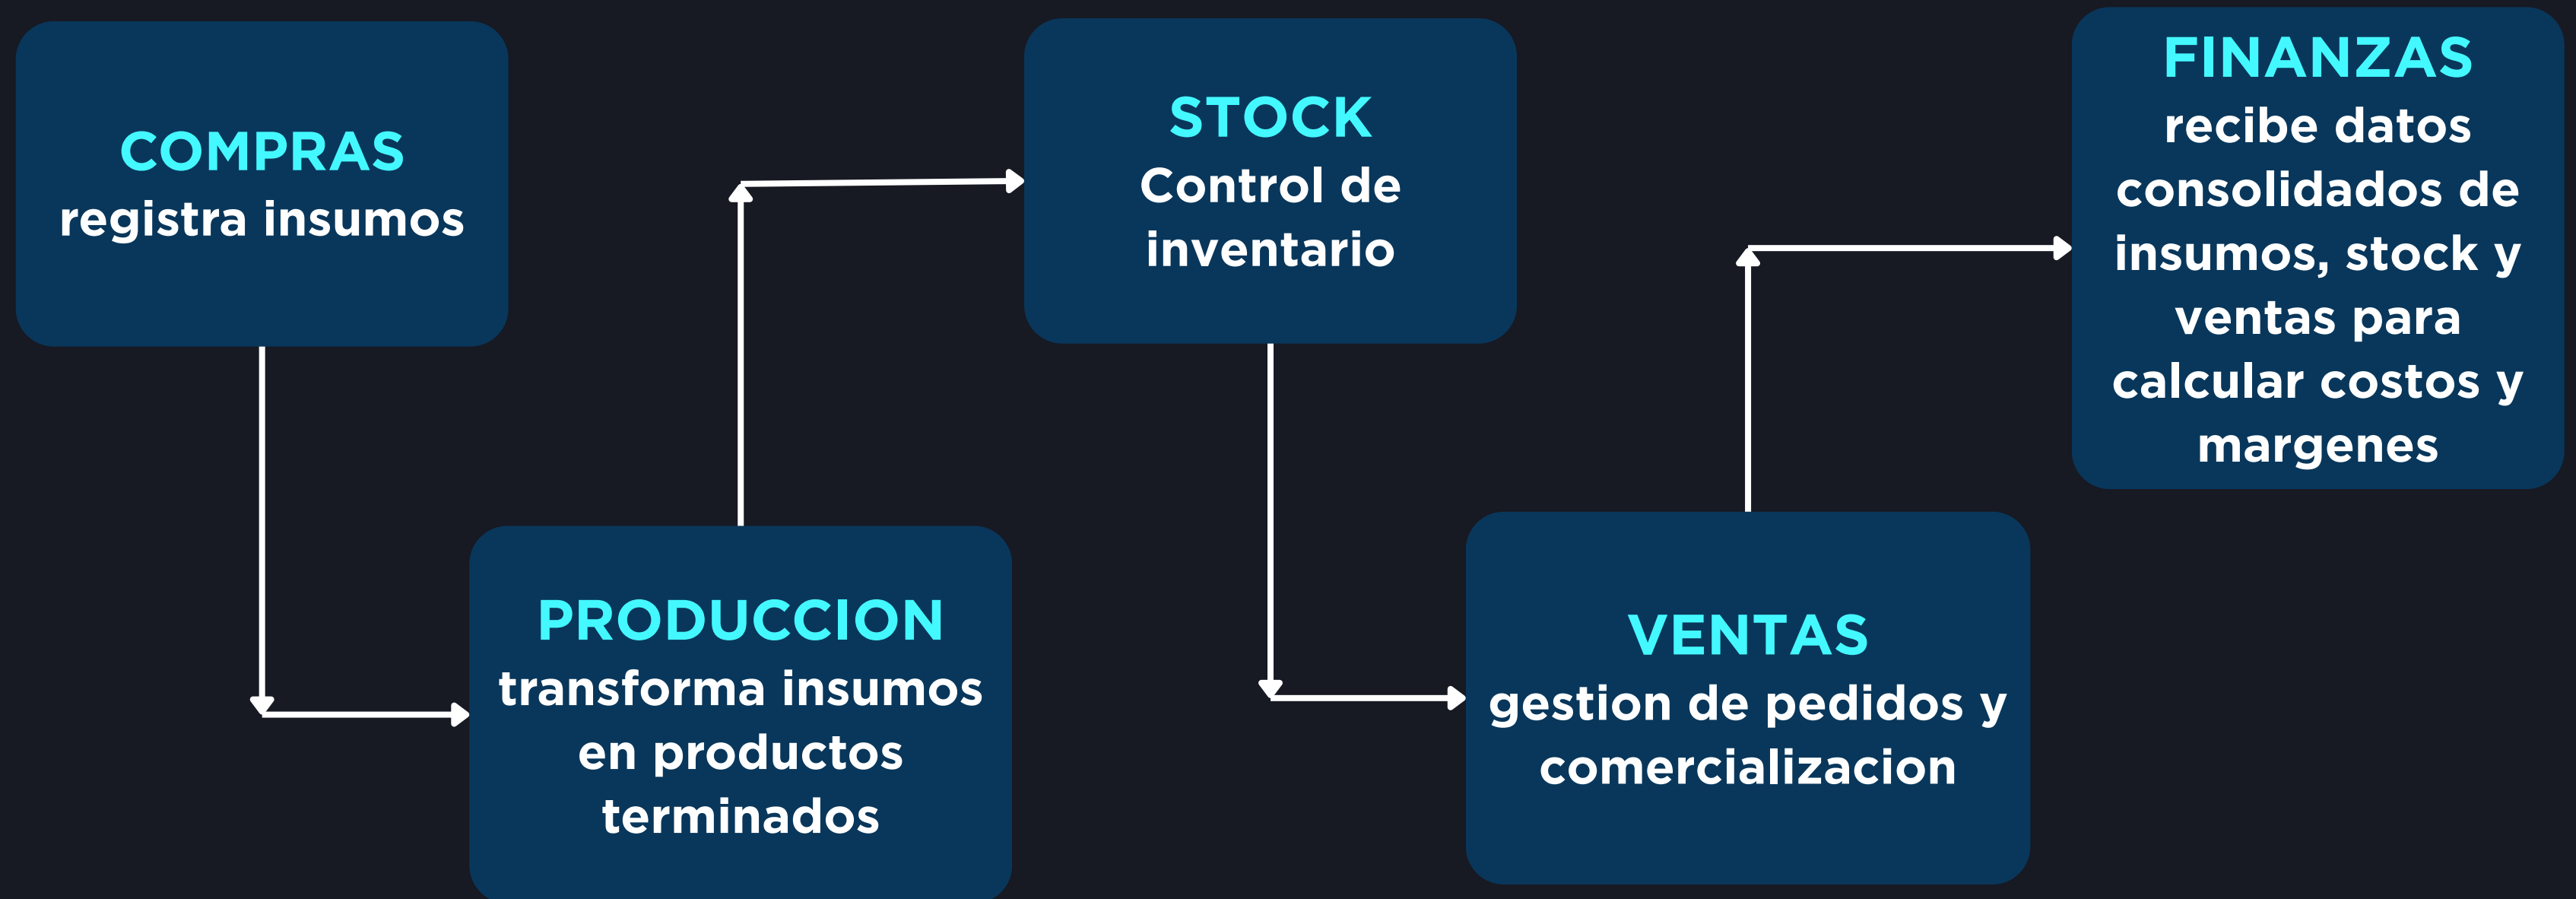 COMPRAS
registra insumos
PRODUCCION
transforma insumos
en productos
terminados
STOCK
Control de
inventario
VENTAS
gestion de pedidos y
comercializacion
FINANZAS
recibe datos
consolidados de
insumos, stock y
ventas para
calcular costos y
margenes